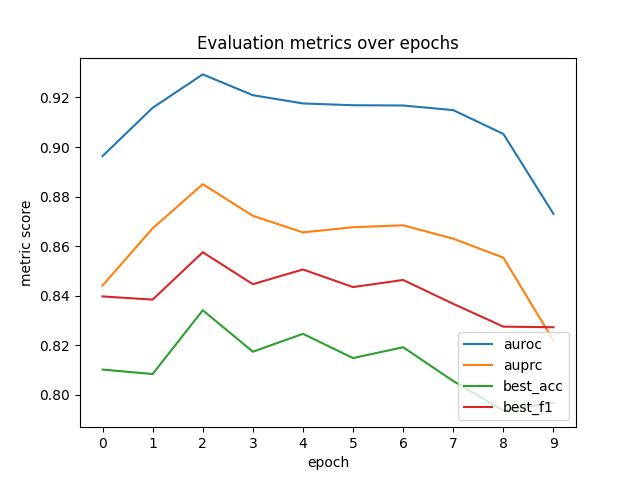 Evaluation metrics over epochs
metric score
0.92
0.90
0.88
0.86
0.84
0.82
0.80
auroc
auprc
best_acc
best_f1
0 1 2 3 4 5 6 7 8 9
epoch